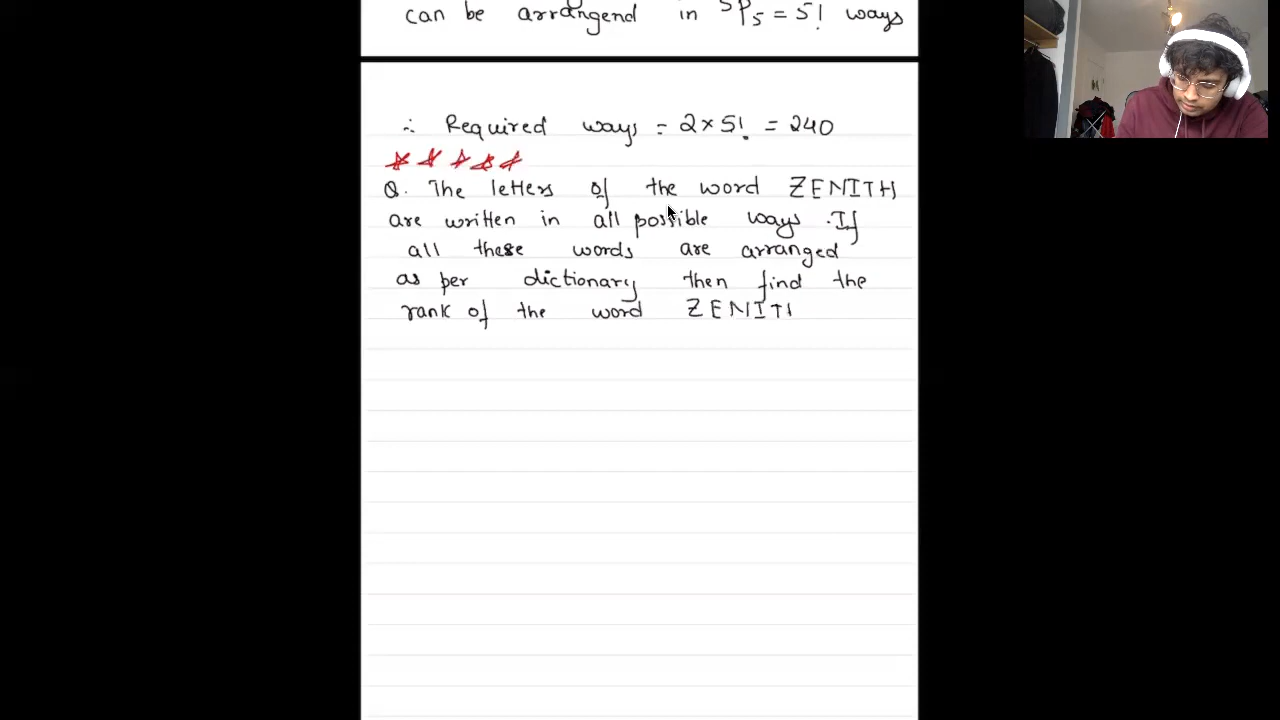 can be arrangend in 5P5 = 5! ways
∴ Required ways = 2 × 5! = 240
Q. The letters of the word ZENITH
are written in all possible ways. If
all these words are arranged
as per dictionary then find the
rank of the word ZENITH